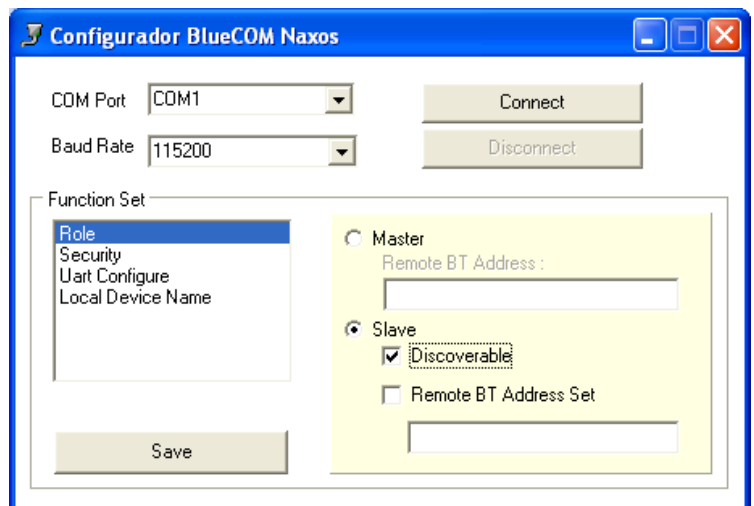 Configurador BlueCOM Naxos
COM Port COM1 Connect
Baud Rate 115200 Disconnect
Function Set
Role
Security
Uart Configure
Local Device Name
Master
Remote BT Address :
Slave
Discoverable
Remote BT Address Set
Save